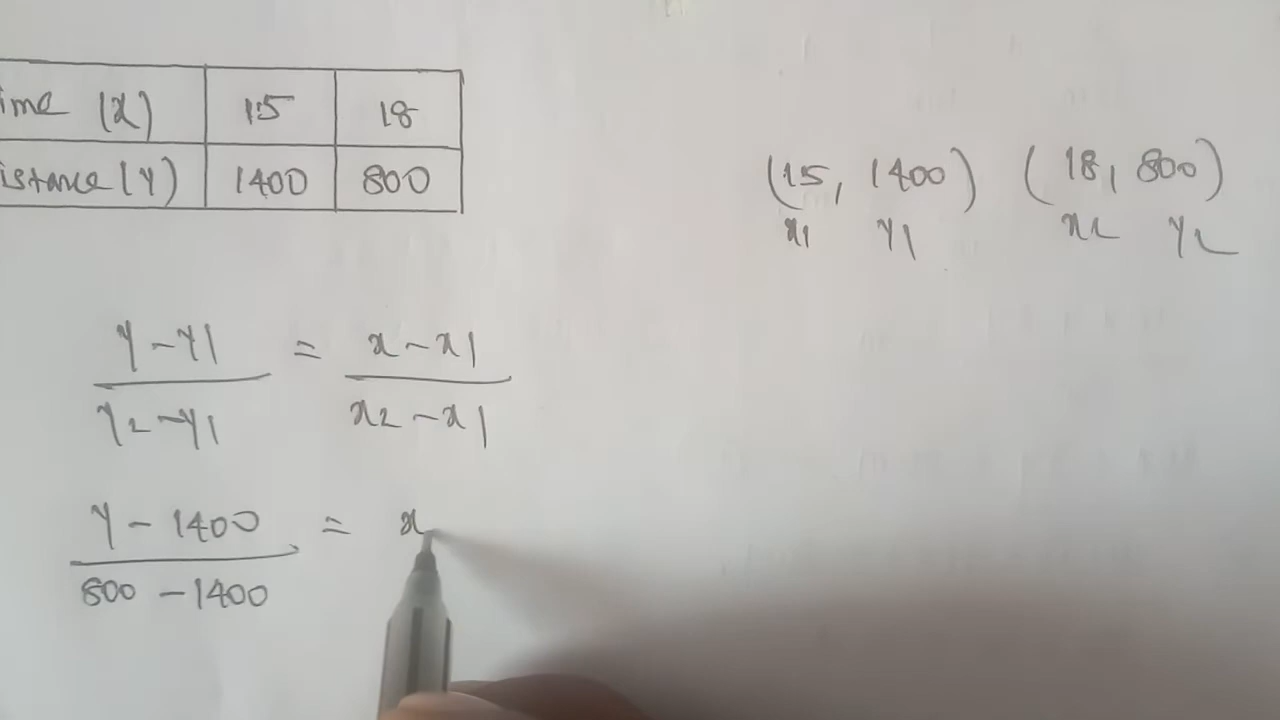 ime (x) 15 18
istance (y) 1400 800
(15, 1400) (18, 800)
x1 y1 x2 y2
y - y1 = x - x1
y2 - y1 x2 - x1
y - 1400 = x
800 - 1400